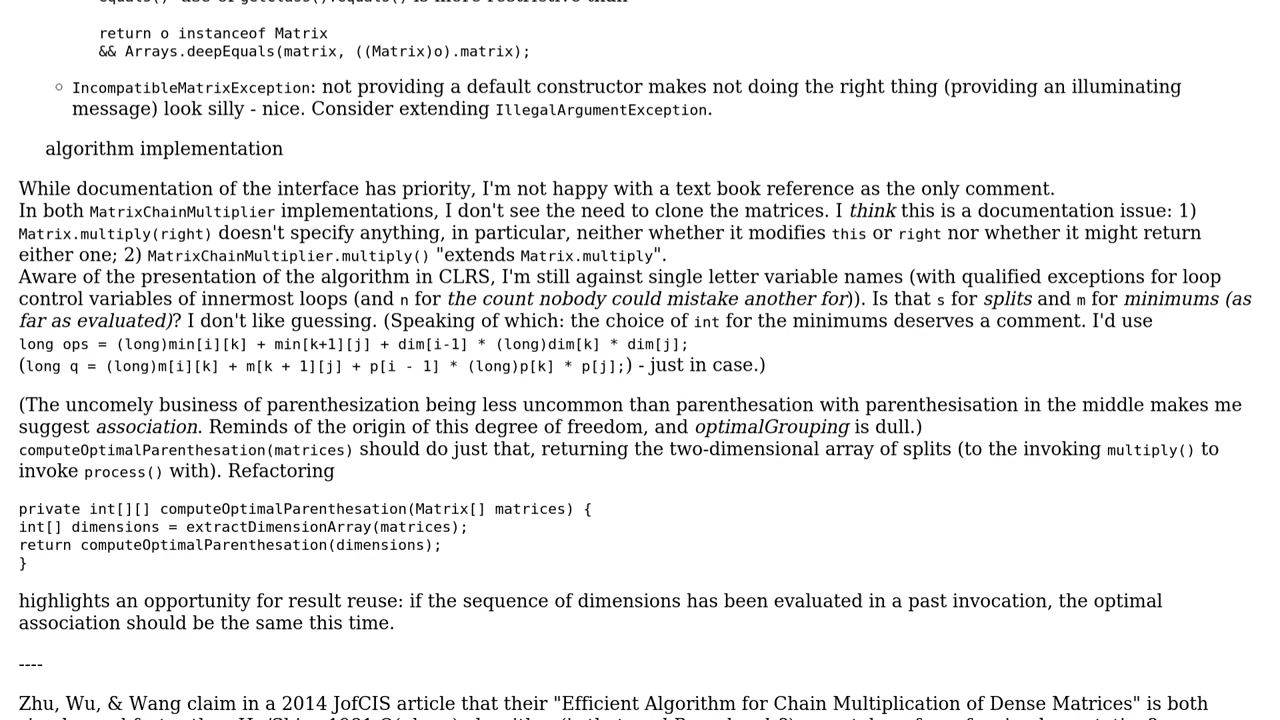 return o instanceof Matrix
&& Arrays.deepEquals(matrix, ((Matrix)o).matrix);
◦ IncompatibleMatrixException: not providing a default constructor makes not doing the right thing (providing an illuminating
message) look silly - nice. Consider extending IllegalArgumentException.
algorithm implementation
While documentation of the interface has priority, I'm not happy with a text book reference as the only comment.
In both MatrixChainMultiplier implementations, I don't see the need to clone the matrices. I think this is a documentation issue: 1)
Matrix.multiply(right) doesn't specify anything, in particular, neither whether it modifies this or right nor whether it might return
either one; 2) MatrixChainMultiplier.multiply() "extends Matrix.multiply".
Aware of the presentation of the algorithm in CLRS, I'm still against single letter variable names (with qualified exceptions for loop
control variables of innermost loops (and n for the count nobody could mistake another for)). Is that s for splits and m for minimums (as
far as evaluated)? I don't like guessing. (Speaking of which: the choice of int for the minimums deserves a comment. I'd use
long ops = (long)min[i][k] + min[k+1][j] + dim[i-1] * (long)dim[k] * dim[j];
(long q = (long)m[i][k] + m[k + 1][j] + p[i - 1] * (long)p[k] * p[j];) - just in case.)
(The uncomely business of parenthesization being less uncommon than parenthesation with parenthesisation in the middle makes me
suggest association. Reminds of the origin of this degree of freedom, and optimalGrouping is dull.)
computeOptimalParenthesation(matrices) should do just that, returning the two-dimensional array of splits (to the invoking multiply() to
invoke process() with). Refactoring
private int[][] computeOptimalParenthesation(Matrix[] matrices) {
int[] dimensions = extractDimensionArray(matrices);
return computeOptimalParenthesation(dimensions);
}
highlights an opportunity for result reuse: if the sequence of dimensions has been evaluated in a past invocation, the optimal
association should be the same this time.
----
Zhu, Wu, & Wang claim in a 2014 JofCIS article that their "Efficient Algorithm for Chain Multiplication of Dense Matrices" is both